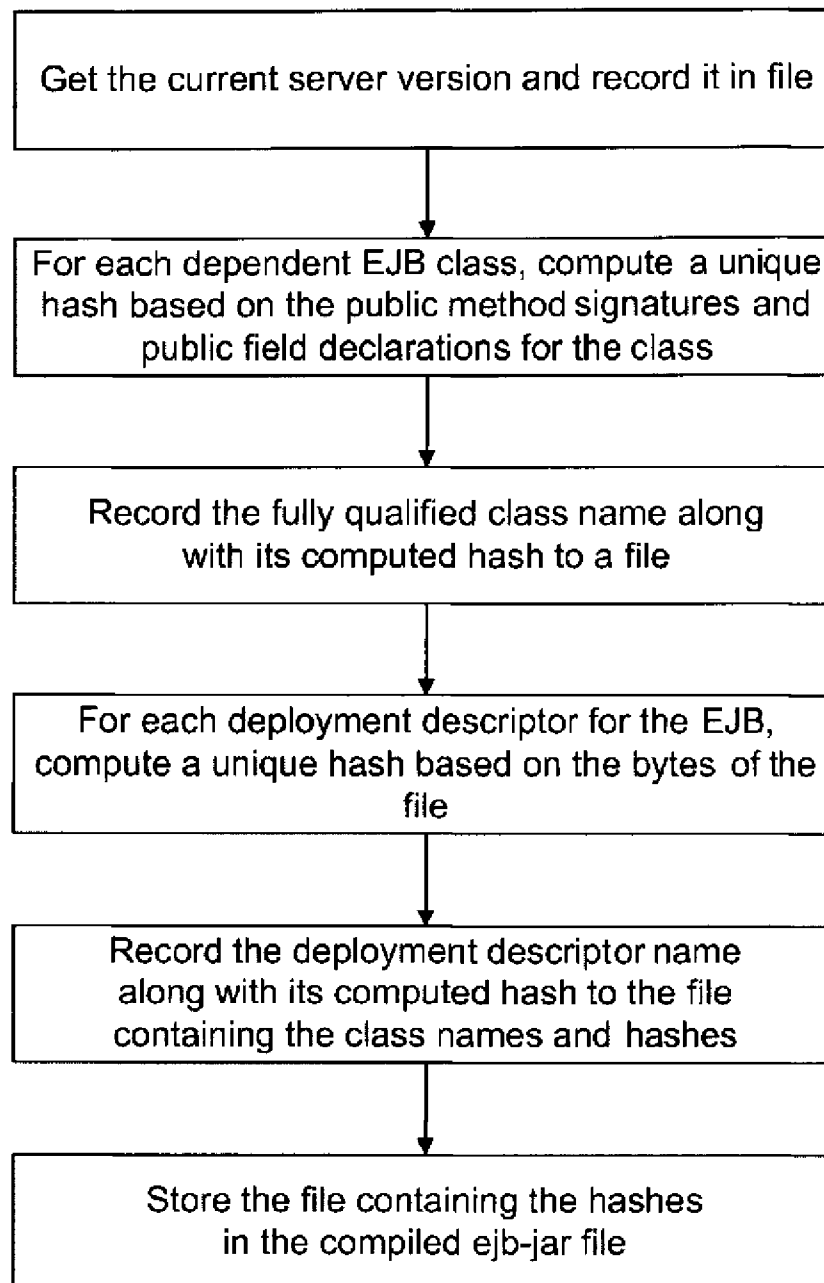 Get the current server version and record it in file
For each dependent EJB class, compute a unique
hash based on the public method signatures and
public field declarations for the class
Record the fully qualified class name along
with its computed hash to a file
For each deployment descriptor for the EJB,
compute a unique hash based on the bytes of the
file
Record the deployment descriptor name
along with its computed hash to the file
containing the class names and hashes
Store the file containing the hashes
in the compiled ejb-jar file